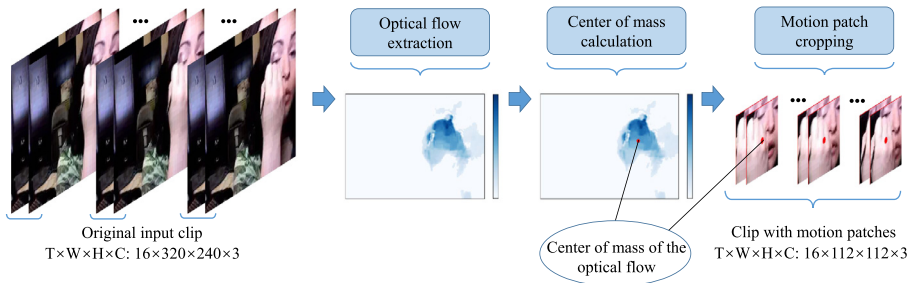 Optical flow
extraction
Center of mass
calculation
Motion patch
cropping
Original input clip
T×W×H×C: 16×320×240×3
Center of mass of the
optical flow
Clip with motion patches
T×W×H×C: 16×112×112×3